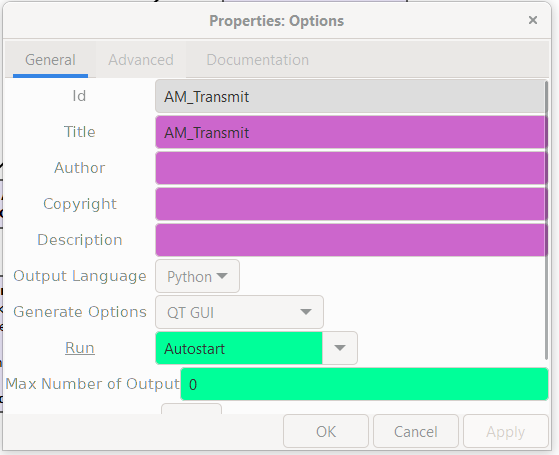 Properties: Options
×
General Advanced Documentation
Id AM_Transmit
Title AM_Transmit
Author
Copyright
Description
Output Language Python
Generate Options QT GUI
Run Autostart
Max Number of Output 0
OK Cancel Apply